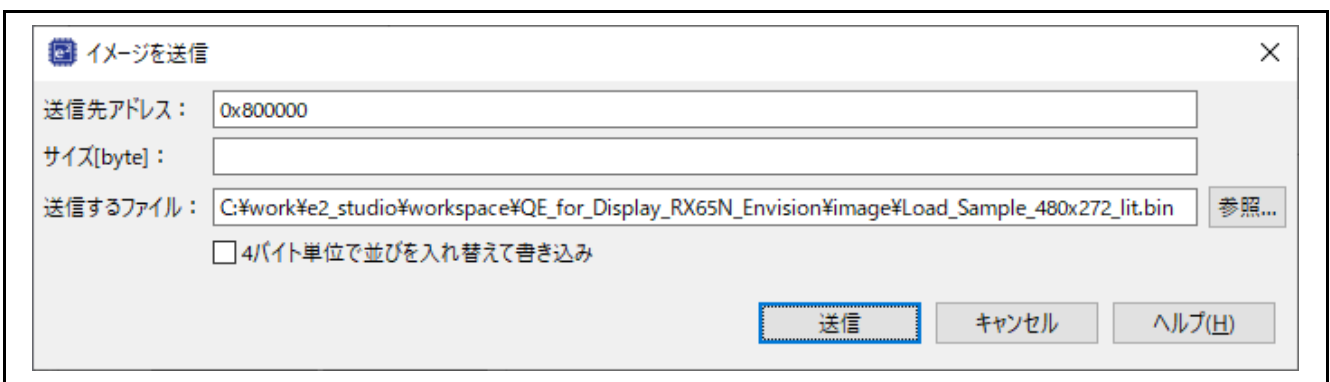 イメージを送信
送信先アドレス： 0x800000
サイズ[byte]：
送信するファイル： C:¥work¥e2_studio¥workspace¥QE_for_Display_RX65N_Envision¥image¥Load_Sample_480x272_lit.bin 参照...
4バイト単位で並びを入れ替えて書き込み
送信 キャンセル ヘルプ(H)